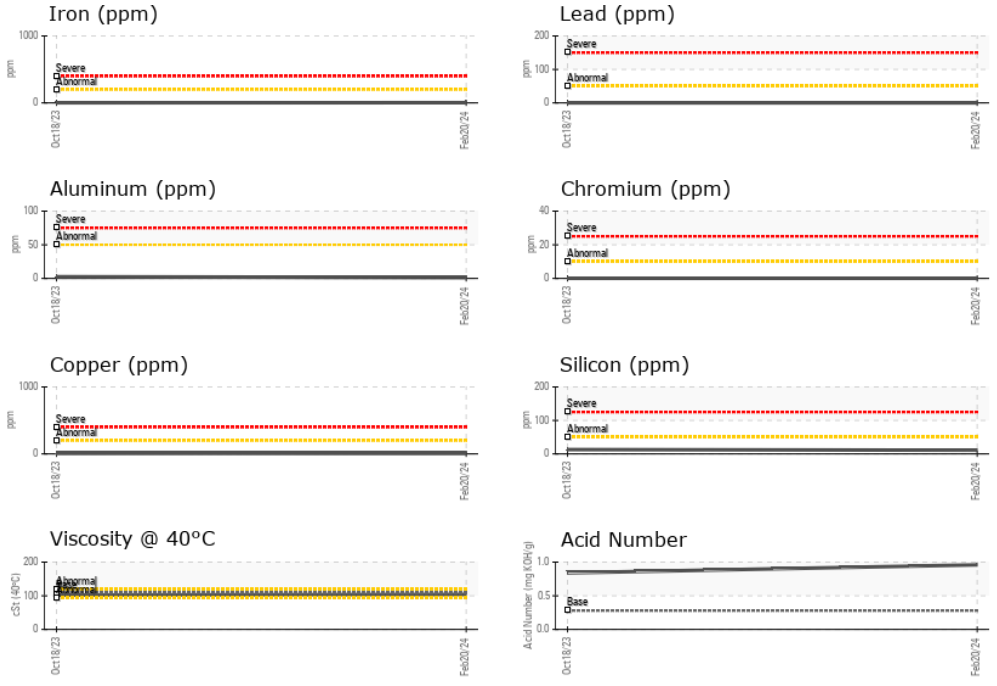 Iron (ppm)
1000
0
ppm
Severe
Abnormal
Oct18/23
Feb20/24
Lead (ppm)
200
100
0
ppm
Severe
Abnormal
Oct18/23
Feb20/24
Aluminum (ppm)
100
50
0
ppm
Severe
Abnormal
Oct18/23
Feb20/24
Chromium (ppm)
40
20
0
ppm
Severe
Abnormal
Oct18/23
Feb20/24
Copper (ppm)
1000
0
ppm
Severe
Abnormal
Oct18/23
Feb20/24
Silicon (ppm)
200
100
0
ppm
Severe
Abnormal
Oct18/23
Feb20/24
Viscosity @ 40°C
200
100
0
cSt (40°C)
Abnormal
Base
Abnormal
Oct18/23
Feb20/24
Acid Number
1.0
0.5
0.0
Acid Number (mg KOH/g)
Base
Oct18/23
Feb20/24